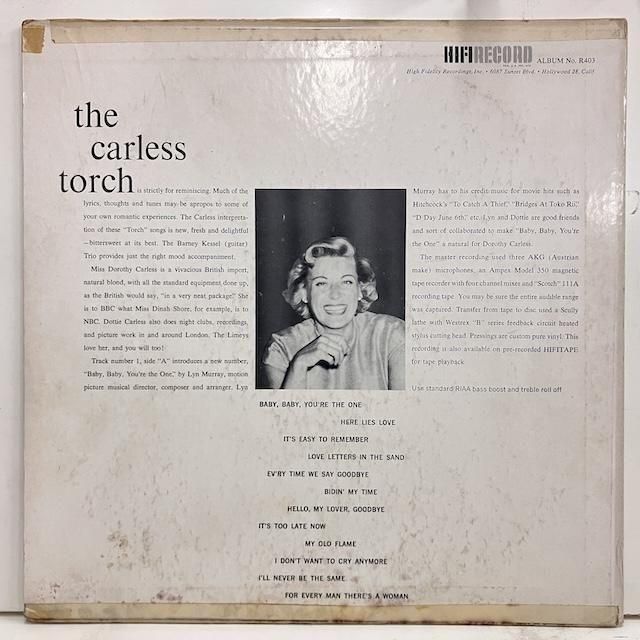 HIFIRECORD ALBUM No. R403
High Fidelity Recordings, Inc. • 6087 Sunset Blvd. • Hollywood 28, Calif.
the
carless
torch is strictly for reminiscing. Much of the
lyrics, thoughts and tunes may be apropos to some of
your own romantic experiences. The Carless interpreta-
tion of these "Torch" songs is new, fresh and delightful
—bittersweet at its best. The Barney Kessel (guitar)
Trio provides just the right mood accompaniment.
Miss Dorothy Carless is a vivacious British import,
natural blond, with all the standard equipment done up,
as the British would say, "in a very neat package." She
is to BBC what Miss Dinah Shore, for example, is to
NBC. Dottie Carless also does night clubs, recordings,
and picture work in and around London. The Limeys
love her, and you will too!
Track number 1, side "A" introduces a new number,
"Baby, Baby, You're the One," by Lyn Murray, motion
picture musical director, composer and arranger. Lyn
Murray has to his credit music for movie hits such as
Hitchcock's "To Catch A Thief," "Bridges At Toko Rii,"
"D Day June 6th," etc. Lyn and Dottie are good friends
and sort of collaborated to make "Baby, Baby, You're
the One" a natural for Dorothy Carless.
The master recording used three AKG (Austrian
make) microphones, an Ampex Model 350 magnetic
tape recorder with four channel mixer and "Scotch" 111A
recording tape. You may be sure the entire audible range
was captured. Transfer from tape to disc used a Scully
lathe with Westrex "B" series feedback circuit heated
stylus cutting head. Pressings are custom pure vinyl. This
recording is also available on pre-recorded HIFITAPE
for tape playback.
Use standard RIAA bass boost and treble roll off
BABY, BABY, YOU'RE THE ONE
HERE LIES LOVE
IT'S EASY TO REMEMBER
LOVE LETTERS IN THE SAND
EV'RY TIME WE SAY GOODBYE
BIDIN' MY TIME
HELLO, MY LOVER, GOODBYE
IT'S TOO LATE NOW
MY OLD FLAME
I DON'T WANT TO CRY ANYMORE
I'LL NEVER BE THE SAME
FOR EVERY MAN THERE'S A WOMAN